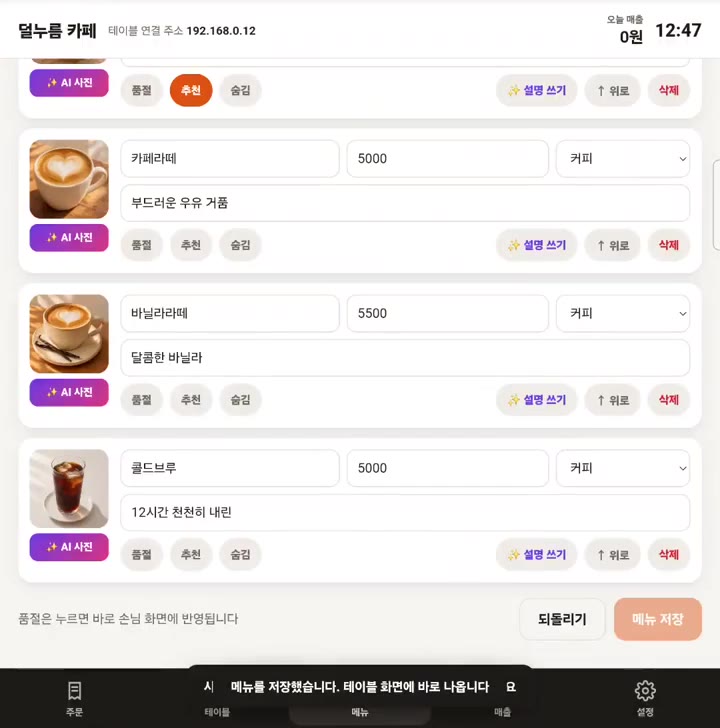 덜누름 카페 테이블 연결 주소 192.168.0.12
오늘 매출
0원
12:47
✨ AI 사진
품절 추천 숨김 ✨ 설명 쓰기 ↑ 위로 삭제
카페라떼 5000 커피
부드러운 우유 거품
✨ AI 사진
품절 추천 숨김 ✨ 설명 쓰기 ↑ 위로 삭제
바닐라라떼 5500 커피
달콤한 바닐라
✨ AI 사진
품절 추천 숨김 ✨ 설명 쓰기 ↑ 위로 삭제
콜드브루 5000 커피
12시간 천천히 내린
✨ AI 사진
품절 추천 숨김 ✨ 설명 쓰기 ↑ 위로 삭제
품절은 누르면 바로 손님 화면에 반영됩니다 되돌리기 메뉴 저장
메뉴를 저장했습니다. 테이블 화면에 바로 나옵니다
주문 테이블 메뉴 매출 설정